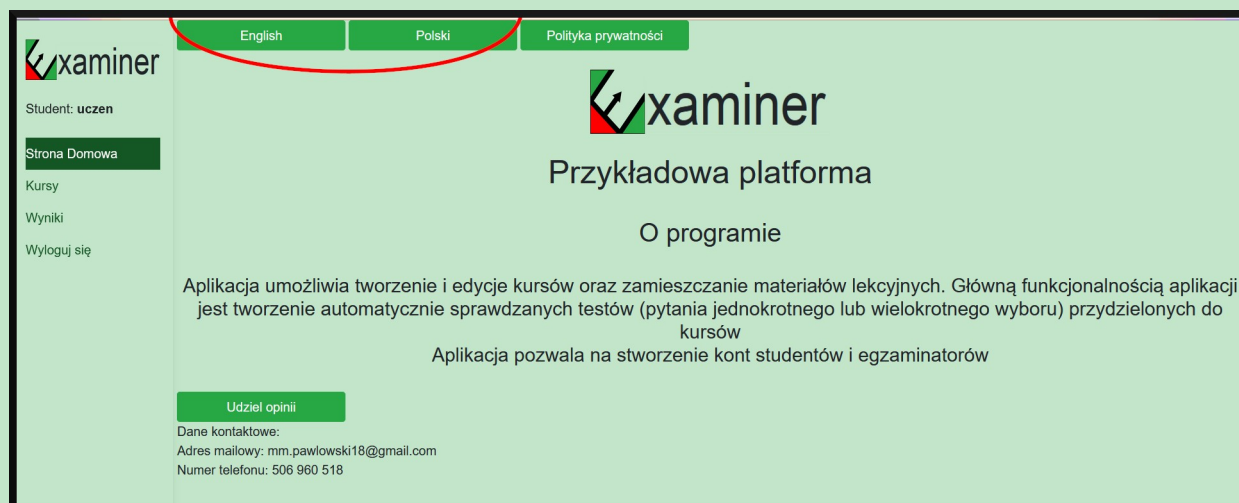 English
Polski
Polityka prywatności
Examiner
Student: uczen
Strona Domowa
Kursy
Wyniki
Wyloguj się
Examiner
Przykładowa platforma
O programie
Aplikacja umożliwia tworzenie i edycje kursów oraz zamieszczanie materiałów lekcyjnych. Główną funkcjonalnością aplikacji
jest tworzenie automatycznie sprawdzanych testów (pytania jednokrotnego lub wielokrotnego wyboru) przydzielonych do
kursów
Aplikacja pozwala na stworzenie kont studentów i egzaminatorów
Udziel opinii
Dane kontaktowe:
Adres mailowy: mm.pawlowski18@gmail.com
Numer telefonu: 506 960 518